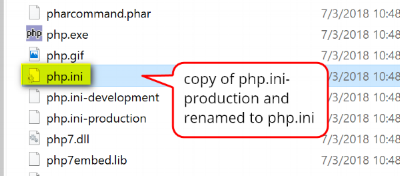 pharcommand.phar 7/3/2018 10:48
php.exe 7/3/2018 10:48
php.gif 7/3/2018 10:48
php.ini 7/3/2018 10:48
php.ini-development 7/3/2018 10:48
php.ini-production 7/3/2018 10:48
php7.dll 7/3/2018 10:48
php7embed.lib 7/3/2018 10:48
copy of php.ini-
production and
renamed to php.ini